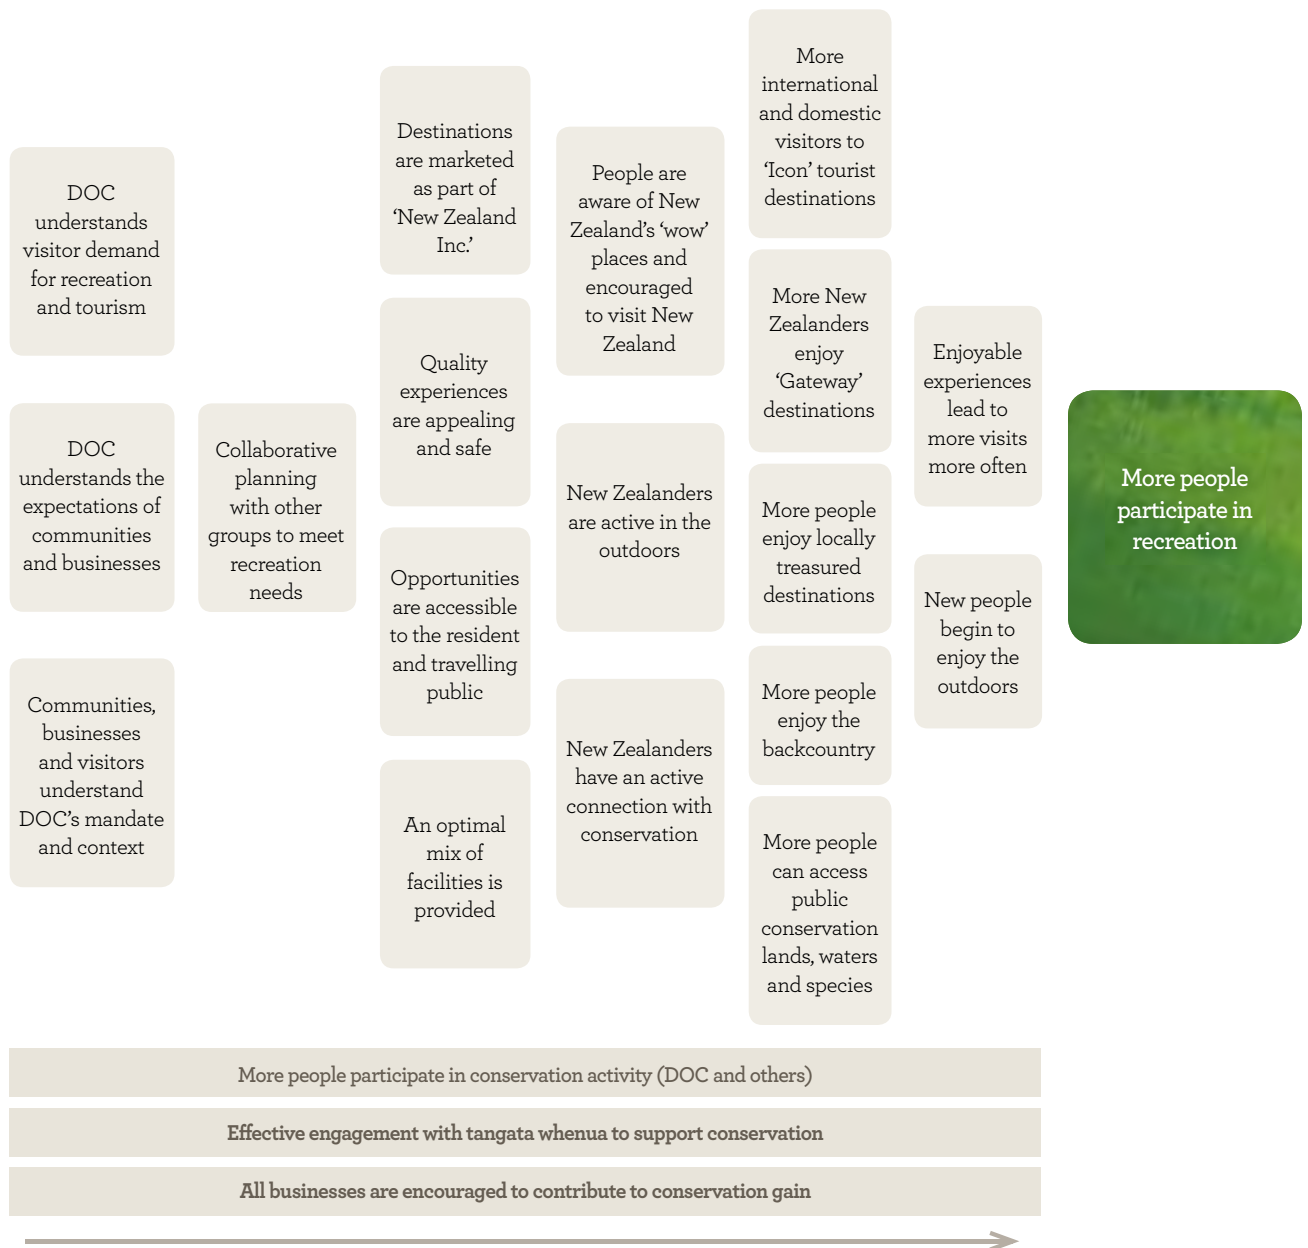 DOC
understands
visitor demand
for recreation
and tourism
DOC
understands the
expectations of
communities
and businesses
Communities,
businesses
and visitors
understand
DOC’s mandate
and context
Collaborative
planning
with other
groups to meet
recreation
needs
Destinations
are marketed
as part of
‘New Zealand
Inc.’
Quality
experiences
are appealing
and safe
Opportunities
are accessible
to the resident
and travelling
public
An optimal
mix of
facilities is
provided
People are
aware of New
Zealand’s ‘wow’
places and
encouraged
to visit New
Zealand
New Zealanders
are active in the
outdoors
New Zealanders
have an active
connection with
conservation
More
international
and domestic
visitors to
‘Icon’ tourist
destinations
More New
Zealanders
enjoy
‘Gateway’
destinations
More people
enjoy locally
treasured
destinations
More people
enjoy the
backcountry
More people
can access
public
conservation
lands, waters
and species
Enjoyable
experiences
lead to
more visits
more often
New people
begin to
enjoy the
outdoors
More people
participate in
recreation
More people participate in conservation activity (DOC and others)
Effective engagement with tangata whenua to support conservation
All businesses are encouraged to contribute to conservation gain